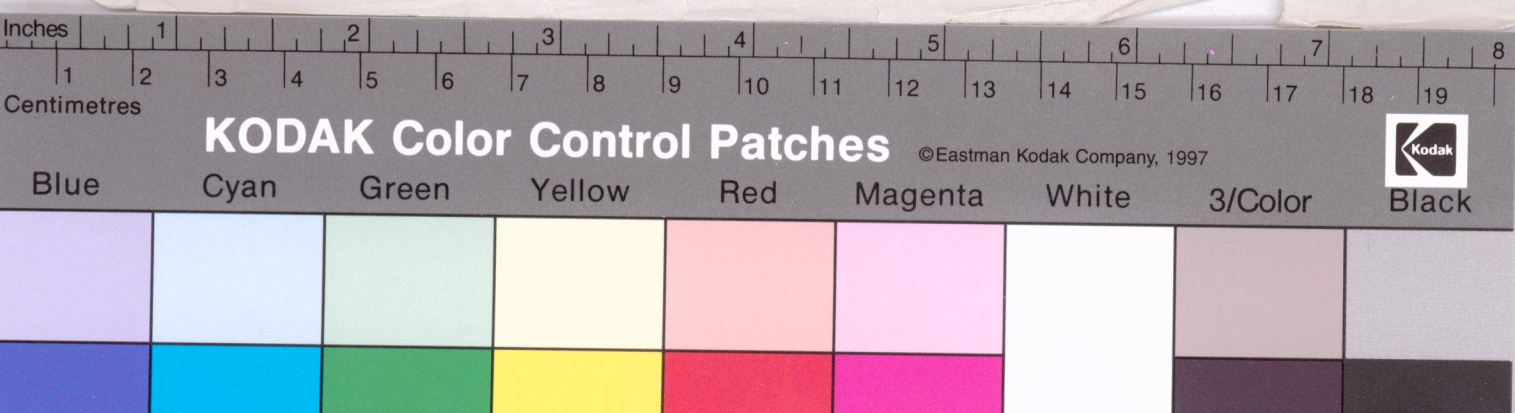 Inches 1 2 3 4 5 6 7 8
1 2 3 4 5 6 7 8 9 10 11 12 13 14 15 16 17 18 19
Centimetres
KODAK Color Control Patches ©Eastman Kodak Company, 1997 Kodak
Blue Cyan Green Yellow Red Magenta White 3/Color Black